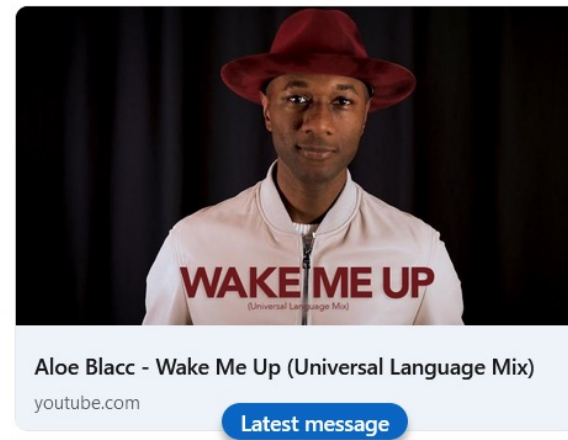 WAKE ME UP
(Universal Language Mix)
Aloe Blacc - Wake Me Up (Universal Language Mix)
youtube.com
Latest message